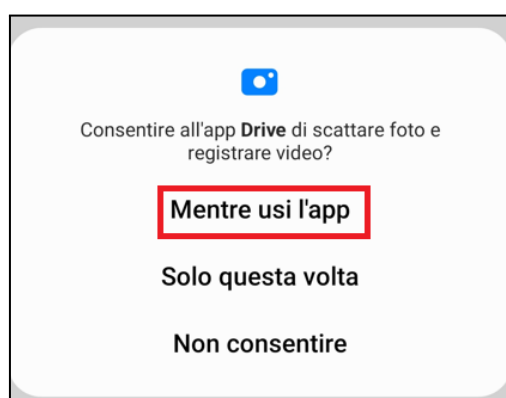 Consentire all'app Drive di scattare foto e
registrare video?
Mentre usi l'app
Solo questa volta
Non consentire